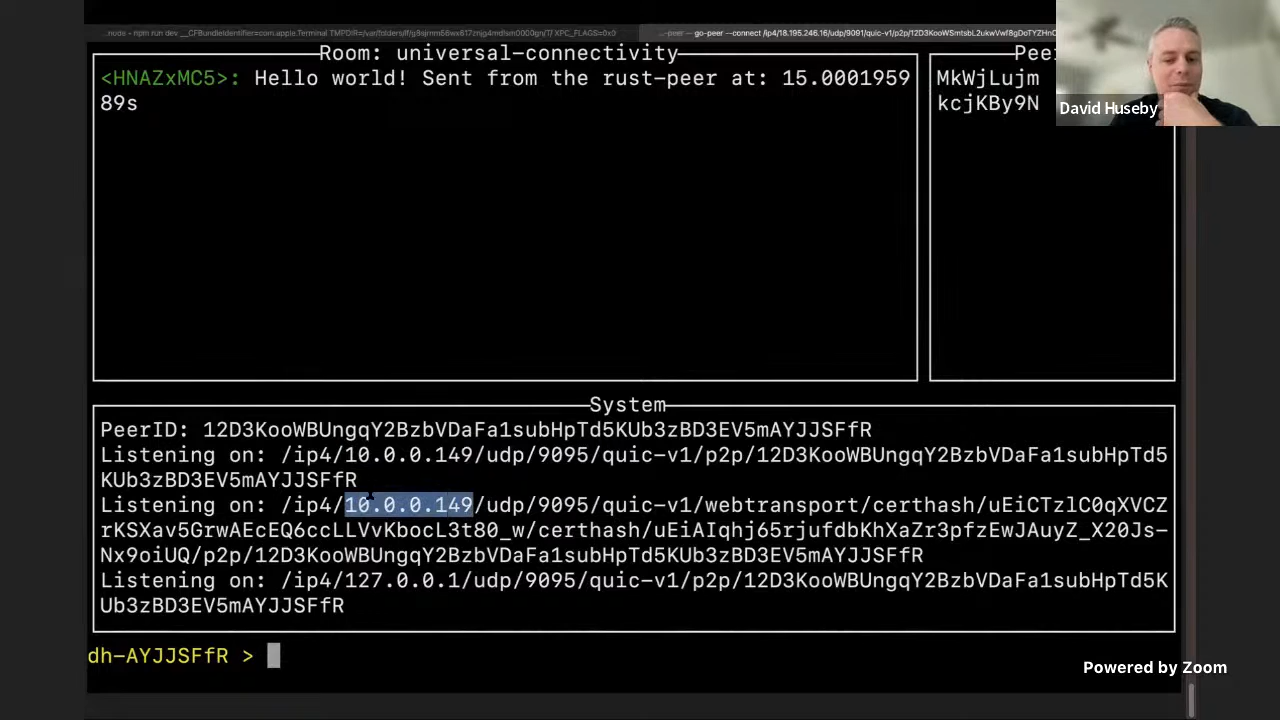 Room: universal-connectivity
Peer
<HNAZxMC5>: Hello world! Sent from the rust-peer at: 15.0001959
89s
MkWjLujm
kcjKBy9N
David Huseby
System
PeerID: 12D3KooWBUngqY2BzbVDaFa1subHpTd5KUb3zBD3EV5mAYJJSFfR
Listening on: /ip4/10.0.0.149/udp/9095/quic-v1/p2p/12D3KooWBUngqY2BzbVDaFa1subHpTd5
KUb3zBD3EV5mAYJJSFfR
Listening on: /ip4/10.0.0.149/udp/9095/quic-v1/webtransport/certhash/uEiCTzlC0qXVCZ
rKSXav5GrwAEcEQ6ccLLVvKbocL3t80_w/certhash/uEiAIqhj65rjufdbKhXaZr3pfzEwJAuyZ_X20Js-
Nx9oiUQ/p2p/12D3KooWBUngqY2BzbVDaFa1subHpTd5KUb3zBD3EV5mAYJJSFfR
Listening on: /ip4/127.0.0.1/udp/9095/quic-v1/p2p/12D3KooWBUngqY2BzbVDaFa1subHpTd5K
Ub3zBD3EV5mAYJJSFfR
dh-AYJJSFfR >
Powered by Zoom